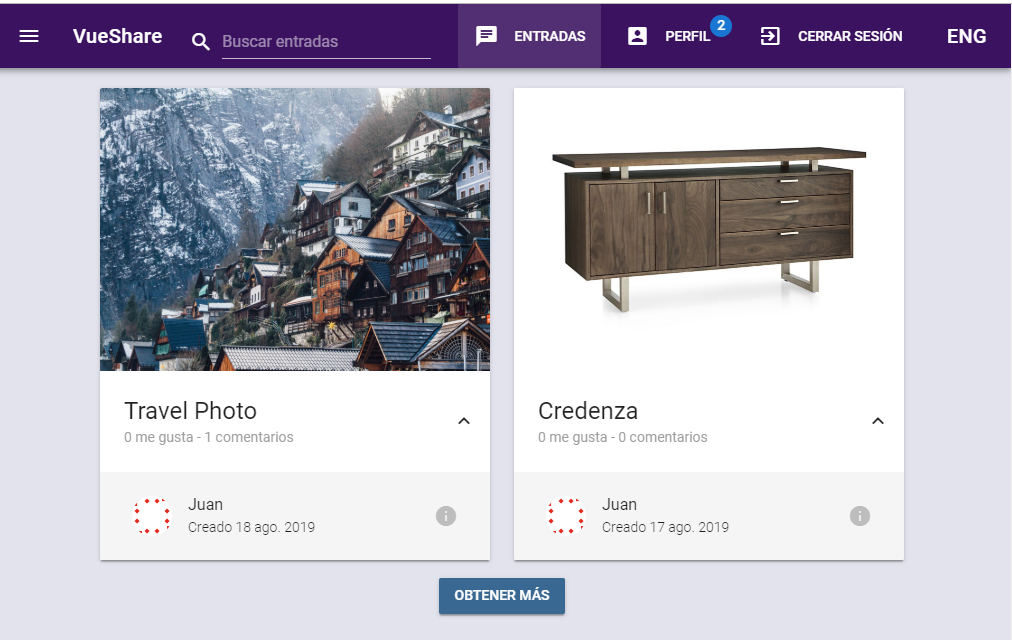 VueShare
Buscar entradas
ENTRADAS
PERFIL
2
CERRAR SESIÓN
ENG
Travel Photo
0 me gusta - 1 comentarios
Juan
Creado 18 ago. 2019
Credenza
0 me gusta - 0 comentarios
Juan
Creado 17 ago. 2019
OBTENER MÁS